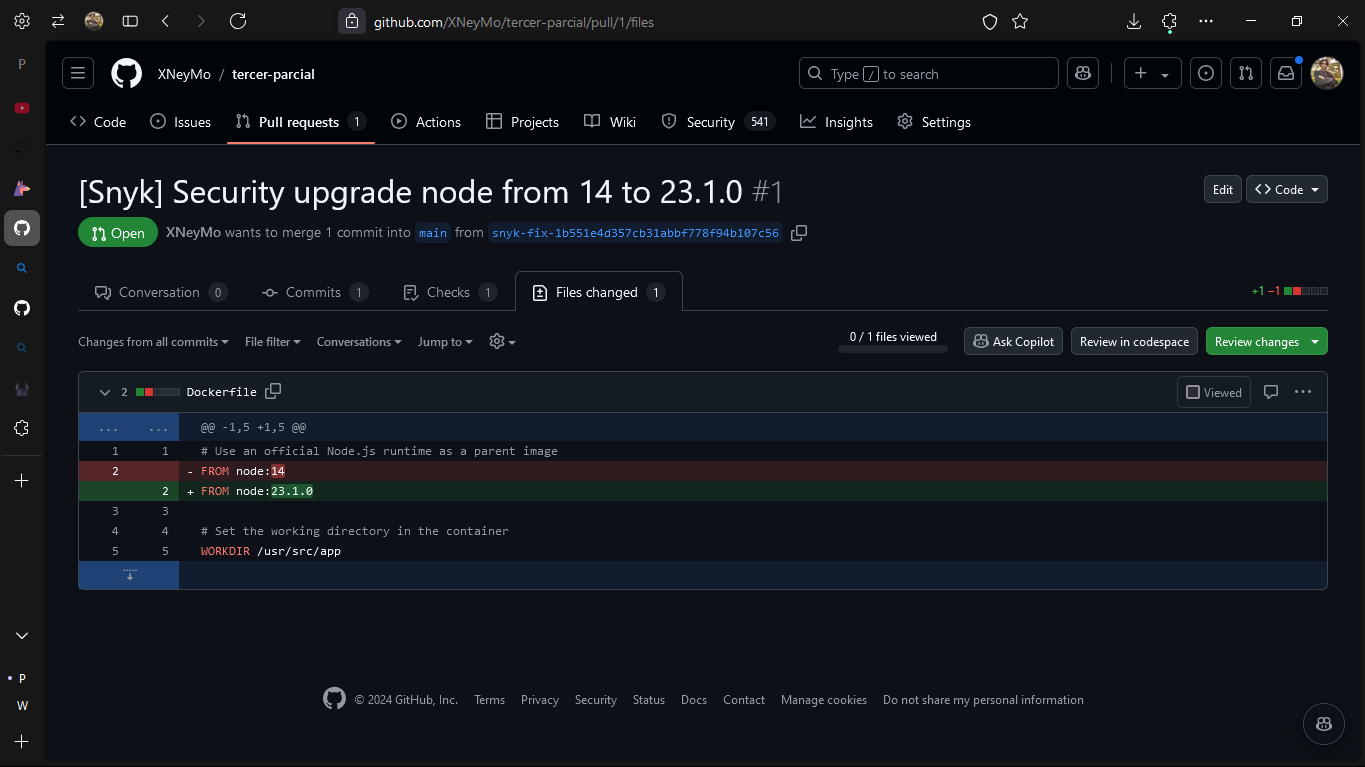 github.com/XNeyMo/tercer-parcial/pull/1/files
P
XNeyMo / tercer-parcial
Type / to search
Code
Issues
Pull requests 1
Actions
Projects
Wiki
Security 541
Insights
Settings
[Snyk] Security upgrade node from 14 to 23.1.0 #1
Edit
Code
Open
XNeyMo wants to merge 1 commit into main from snyk-fix-1b551e4d357cb31abbf778f94b107c56
Conversation 0
Commits 1
Checks 1
Files changed 1
+1 −1
Changes from all commits
File filter
Conversations
Jump to
0 / 1 files viewed
Ask Copilot
Review in codespace
Review changes
2 Dockerfile
Viewed
... ... @@ -1,5 +1,5 @@
1 1 # Use an official Node.js runtime as a parent image
2 - FROM node:14
2 + FROM node:23.1.0
3 3
4 4 # Set the working directory in the container
5 5 WORKDIR /usr/src/app
P
W
© 2024 GitHub, Inc. Terms Privacy Security Status Docs Contact Manage cookies Do not share my personal information